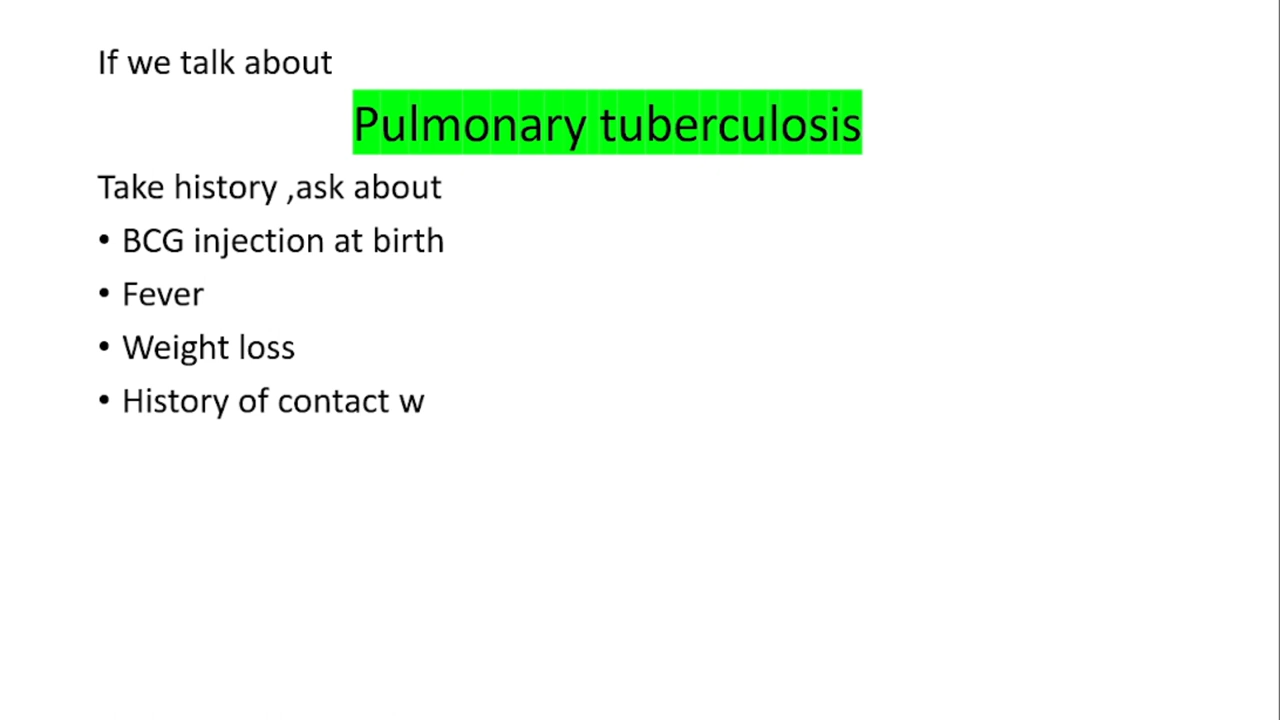 If we talk about
Pulmonary tuberculosis
Take history ,ask about
• BCG injection at birth
• Fever
• Weight loss
• History of contact w